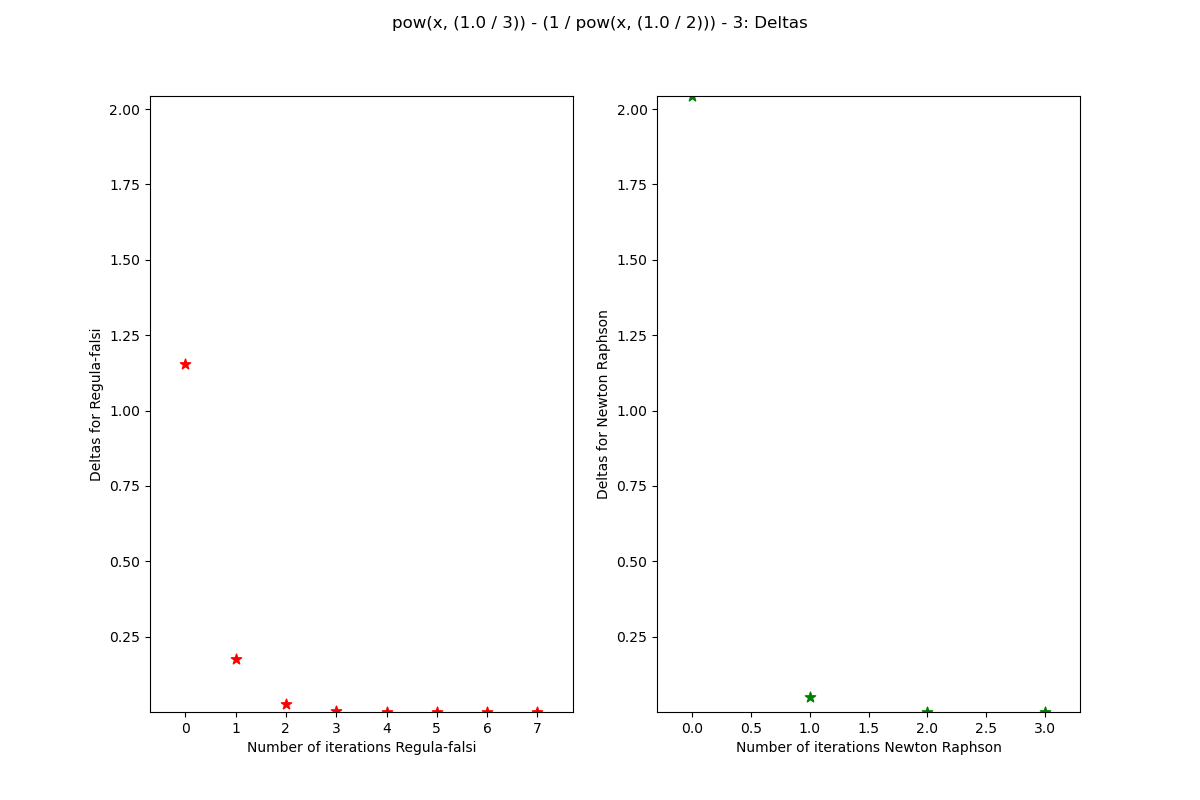 pow(x, (1.0 / 3)) - (1 / pow(x, (1.0 / 2))) - 3: Deltas
Deltas for Regula-falsi
2.00
1.75
1.50
1.25
1.00
0.75
0.50
0.25
0 1 2 3 4 5 6 7
Number of iterations Regula-falsi
Deltas for Newton Raphson
2.00
1.75
1.50
1.25
1.00
0.75
0.50
0.25
0.0 0.5 1.0 1.5 2.0 2.5 3.0
Number of iterations Newton Raphson